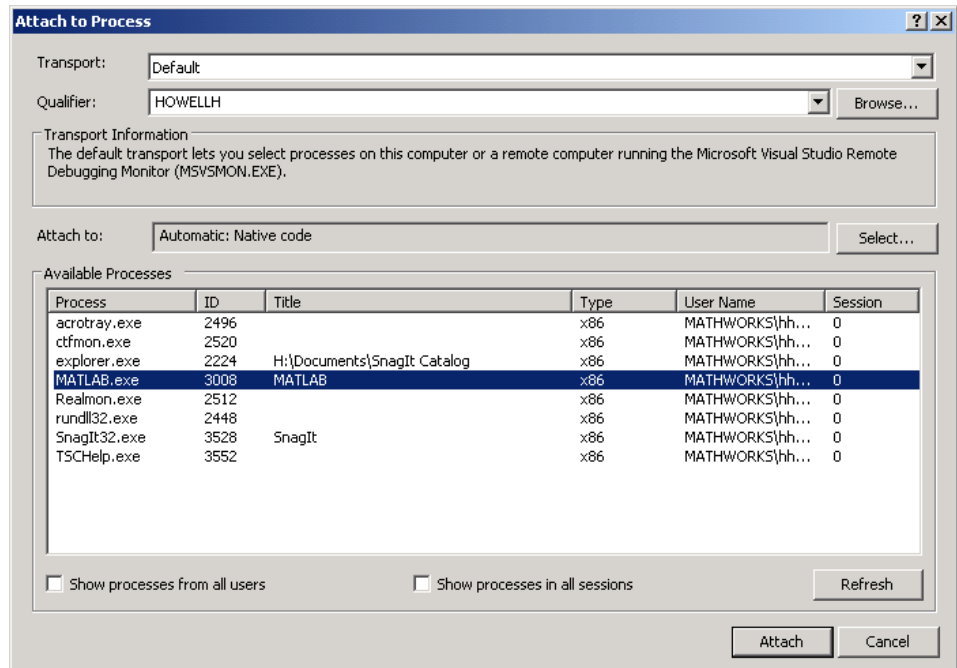 Attach to Process
Transport: Default
Qualifier: HOWELLH Browse...
Transport Information
The default transport lets you select processes on this computer or a remote computer running the Microsoft Visual Studio Remote
Debugging Monitor (MSVSMON.EXE).
Attach to: Automatic: Native code Select...
Available Processes
Process ID Title Type User Name Session
acrotray.exe 2496 x86 MATHWORKS\hh... 0
ctfmon.exe 2520 x86 MATHWORKS\hh... 0
explorer.exe 2224 H:\Documents\SnagIt Catalog x86 MATHWORKS\hh... 0
MATLAB.exe 3008 MATLAB x86 MATHWORKS\hh... 0
Realmon.exe 2512 x86 MATHWORKS\hh... 0
rundll32.exe 2448 x86 MATHWORKS\hh... 0
SnagIt32.exe 3528 SnagIt x86 MATHWORKS\hh... 0
TSCHelp.exe 3552 x86 MATHWORKS\hh... 0
Show processes from all users Show processes in all sessions Refresh
Attach Cancel